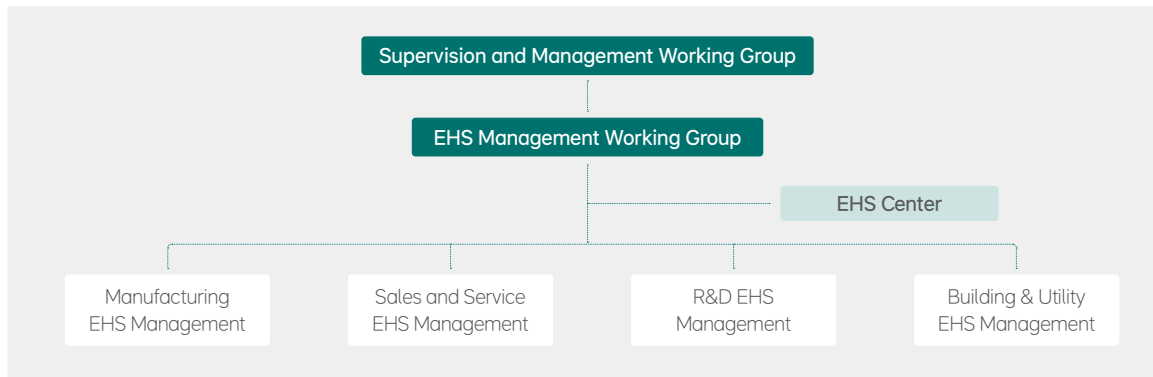 Supervision and Management Working Group
EHS Management Working Group
EHS Center
Manufacturing
EHS Management
Sales and Service
EHS Management
R&D EHS
Management
Building & Utility
EHS Management